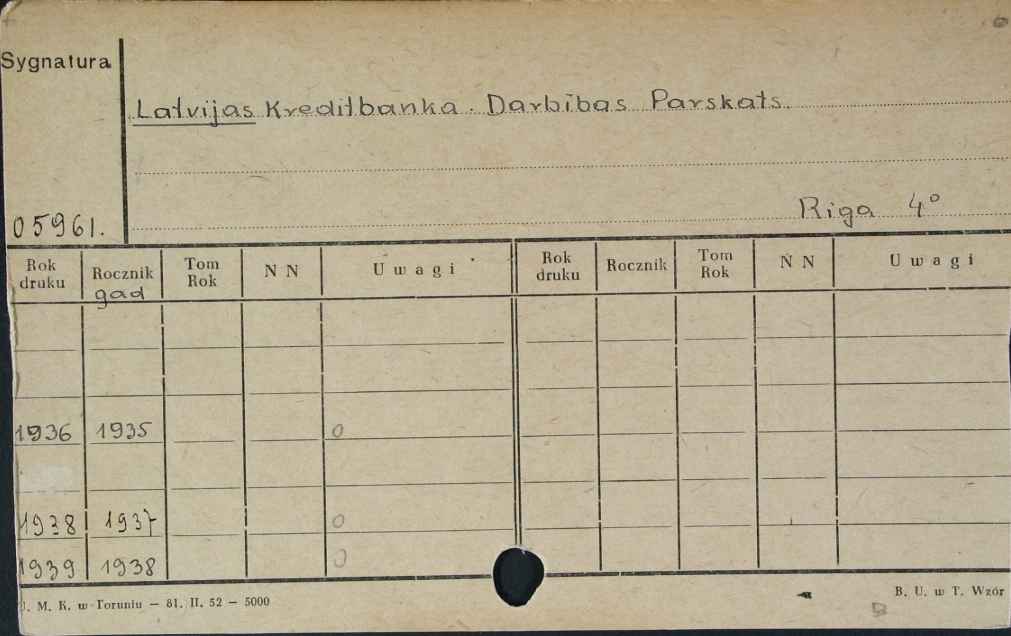 Sygnatura
Latvijas Kreditbanka. Darbibas Parskats.
Riga 4°
05961.
Rok druku Rocznik gad Tom Rok N N Uwagi Rok druku Rocznik Tom Rok N N Uwagi
1936 1935 0
1938 1937 0
1939 1938 0
J. M. K. w Toruniu — 81. II. 52 — 5000 B. U. w T. Wzór